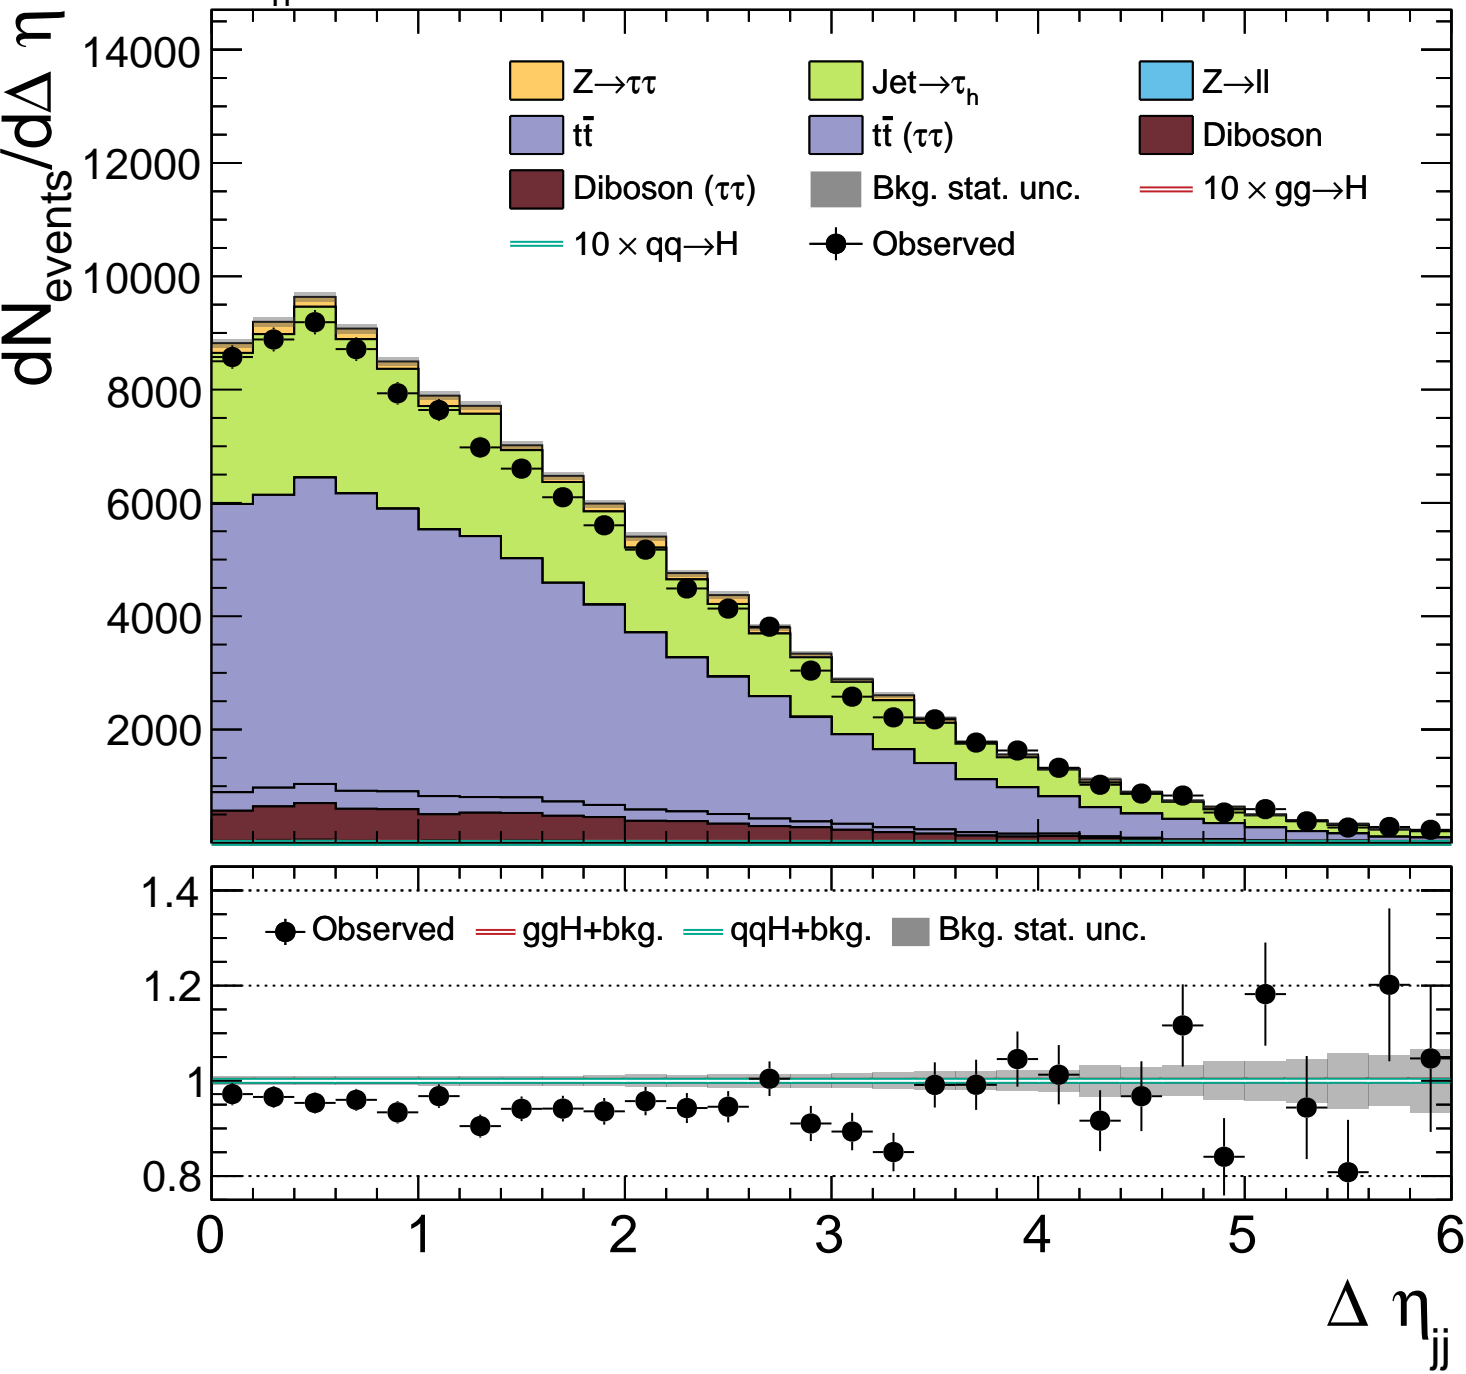 dN_events/dΔ η
14000
12000
10000
8000
6000
4000
2000
Z→ττ Jet→τ_h Z→ll
tt̄ tt̄ (ττ) Diboson
Diboson (ττ) Bkg. stat. unc. 10 × gg→H
10 × qq→H Observed
1.4
1.2
1
0.8
Observed ggH+bkg. qqH+bkg. Bkg. stat. unc.
0 1 2 3 4 5 6
Δ η_jj